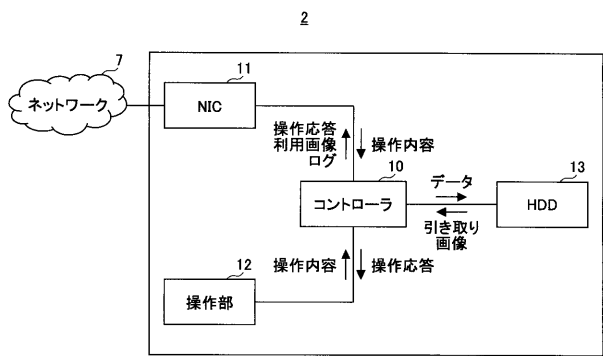 2
7
ネットワーク
11
NIC
操作応答
利用画像
ログ
操作内容
10
コントローラ
データ
引き取り
画像
13
HDD
操作内容
操作応答
12
操作部